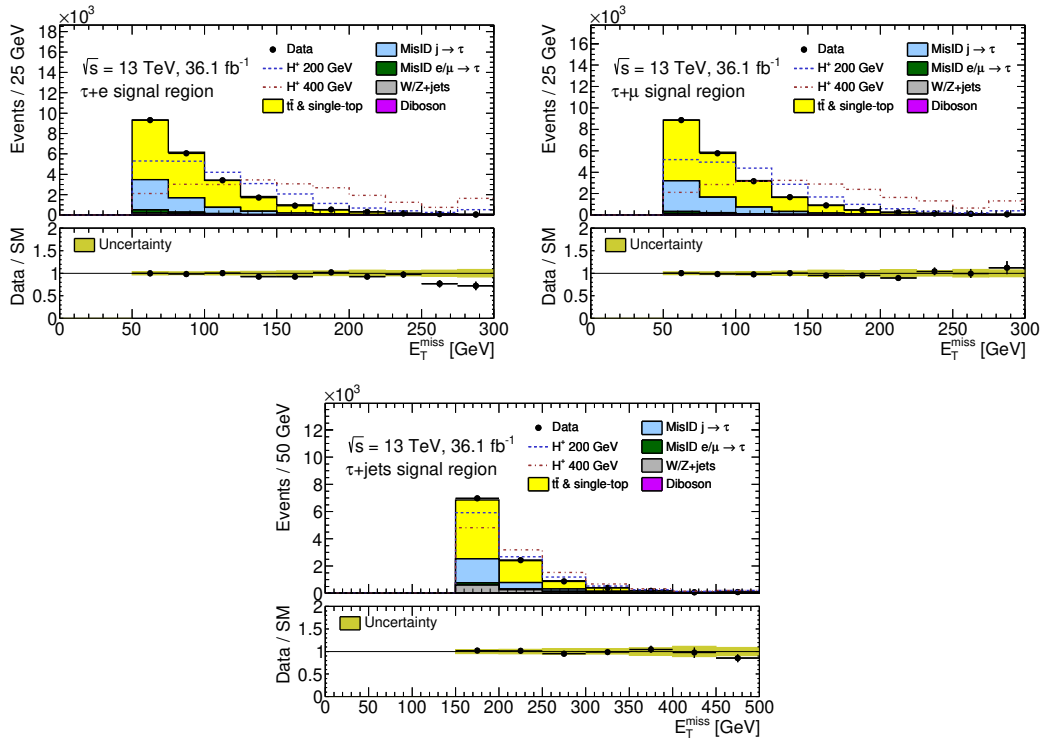 ×10³
Events / 25 GeV
18
16
14
12
10
8
6
4
2
0
√s = 13 TeV, 36.1 fb⁻¹
τ+e signal region
Data
H⁺ 200 GeV
H⁺ 400 GeV
tt̄ & single-top
MisID j → τ
MisID e/μ → τ
W/Z+jets
Diboson
Data / SM
2
1.5
1
0.5
0
Uncertainty
0 50 100 150 200 250 300
E_T^miss [GeV]
×10³
Events / 25 GeV
18
16
14
12
10
8
6
4
2
0
√s = 13 TeV, 36.1 fb⁻¹
τ+μ signal region
Data
H⁺ 200 GeV
H⁺ 400 GeV
tt̄ & single-top
MisID j → τ
MisID e/μ → τ
W/Z+jets
Diboson
Data / SM
2
1.5
1
0.5
0
Uncertainty
0 50 100 150 200 250 300
E_T^miss [GeV]
×10³
Events / 50 GeV
12
10
8
6
4
2
0
√s = 13 TeV, 36.1 fb⁻¹
τ+jets signal region
Data
H⁺ 200 GeV
H⁺ 400 GeV
tt̄ & single-top
MisID j → τ
MisID e/μ → τ
W/Z+jets
Diboson
Data / SM
2
1.5
1
0.5
0
Uncertainty
0 50 100 150 200 250 300 350 400 450 500
E_T^miss [GeV]